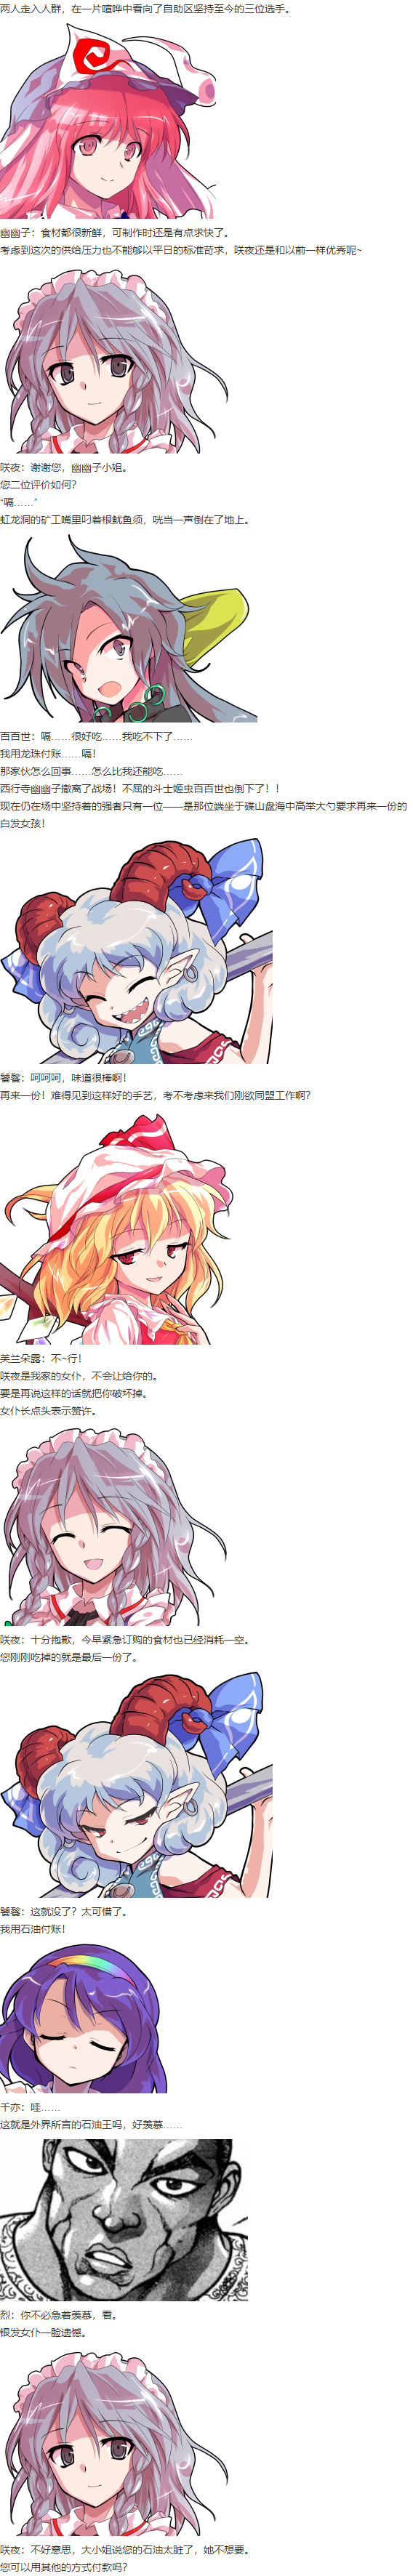 两人走入人群，在一片喧哗中看向了自助区坚持至今的三位选手。
幽幽子：食材都很新鲜，可制作时还是有点求快了。
考虑到这次的供给压力也不能够以平日的标准苛求，咲夜还是和以前一样优秀呢~
咲夜：谢谢您，幽幽子小姐。
您二位评价如何？
“嗝……”
虹龙洞的矿工嘴里叼着根鱿鱼须，咣当一声倒在了地上。
百百世：嗝……很好吃……我吃不下了……
我用龙珠付账……嗝！
那家伙怎么回事……怎么比我还能吃……
西行寺幽幽子撤离了战场！不屈的斗士姬虫百百世也倒下了！！
现在仍在场中坚持着的强者只有一位——是那位端坐于碟山盘海中高举大勺要求再来一份的
白发女孩！
饕餮：呵呵呵，味道很棒啊！
再来一份！难得见到这样好的手艺，考不考虑来我们刚欲同盟工作啊？
芙兰朵露：不~行！
咲夜是我家的女仆，不会让给你的。
要是再说这样的话就把你破坏掉。
女仆长点头表示赞许。
咲夜：十分抱歉，今早紧急订购的食材也已经消耗一空。
您刚刚吃掉的就是最后一份了。
饕餮：这就没了？太可惜了。
我用石油付账！
千亦：哇……
这就是外界所言的石油王吗，好羡慕……
烈：你不必急着羡慕，看。
银发女仆一脸遗憾。
咲夜：不好意思，大小姐说您的石油太脏了，她不想要。
您可以用其他的方式付款吗？